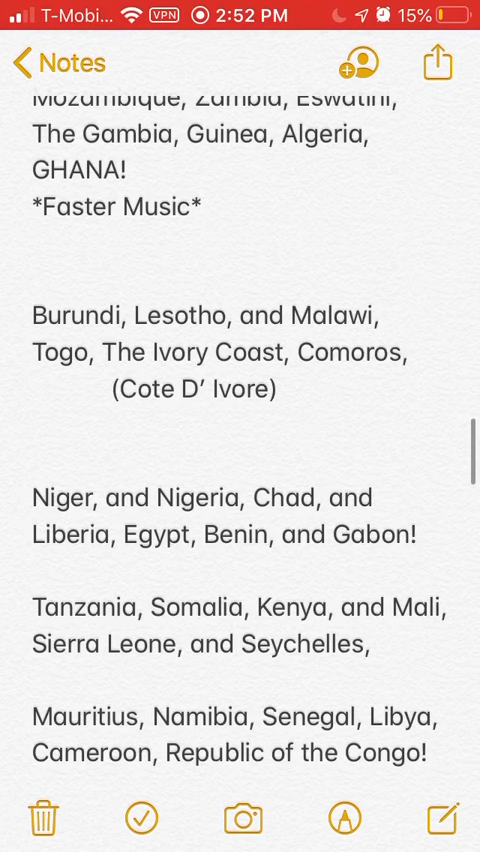 T-Mobi... VPN 2:52 PM 15%
Notes
Mozambique, Zambia, Eswatini,
The Gambia, Guinea, Algeria,
GHANA!
*Faster Music*
Burundi, Lesotho, and Malawi,
Togo, The Ivory Coast, Comoros,
(Cote D’ Ivore)
Niger, and Nigeria, Chad, and
Liberia, Egypt, Benin, and Gabon!
Tanzania, Somalia, Kenya, and Mali,
Sierra Leone, and Seychelles,
Mauritius, Namibia, Senegal, Libya,
Cameroon, Republic of the Congo!